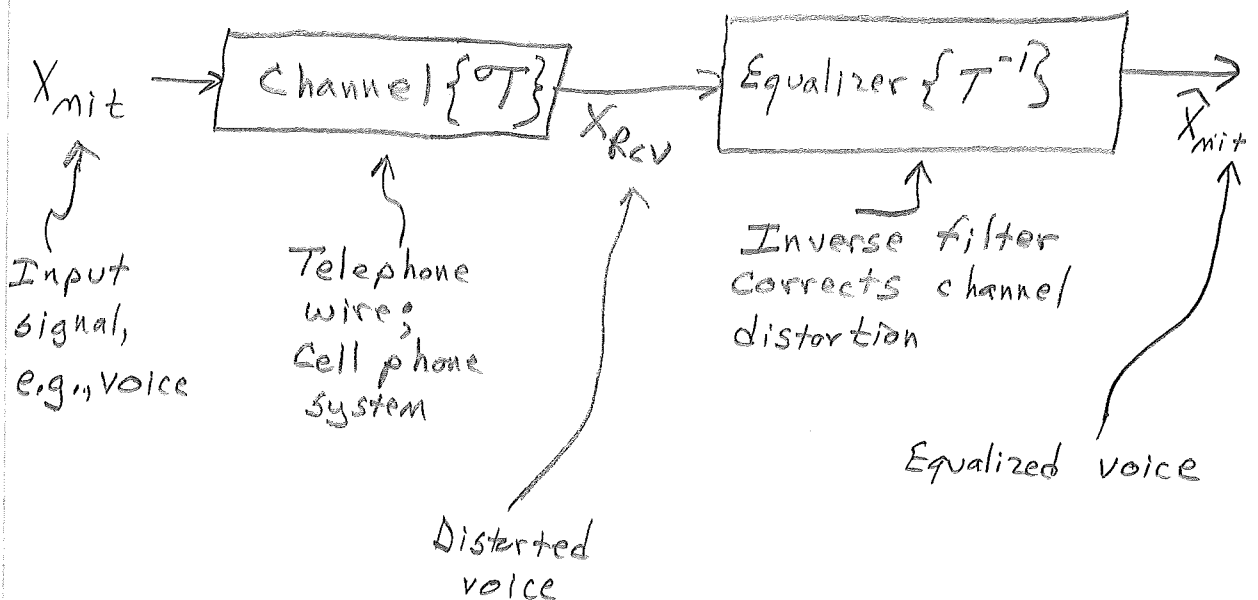 X_mit → Channel {T} → X_Rcv → Equalizer {T^-1} → X̂_mit
Input
signal,
e.g., voice
Telephone
wire;
Cell phone
system
Distorted
voice
Inverse filter
corrects channel
distortion
Equalized voice